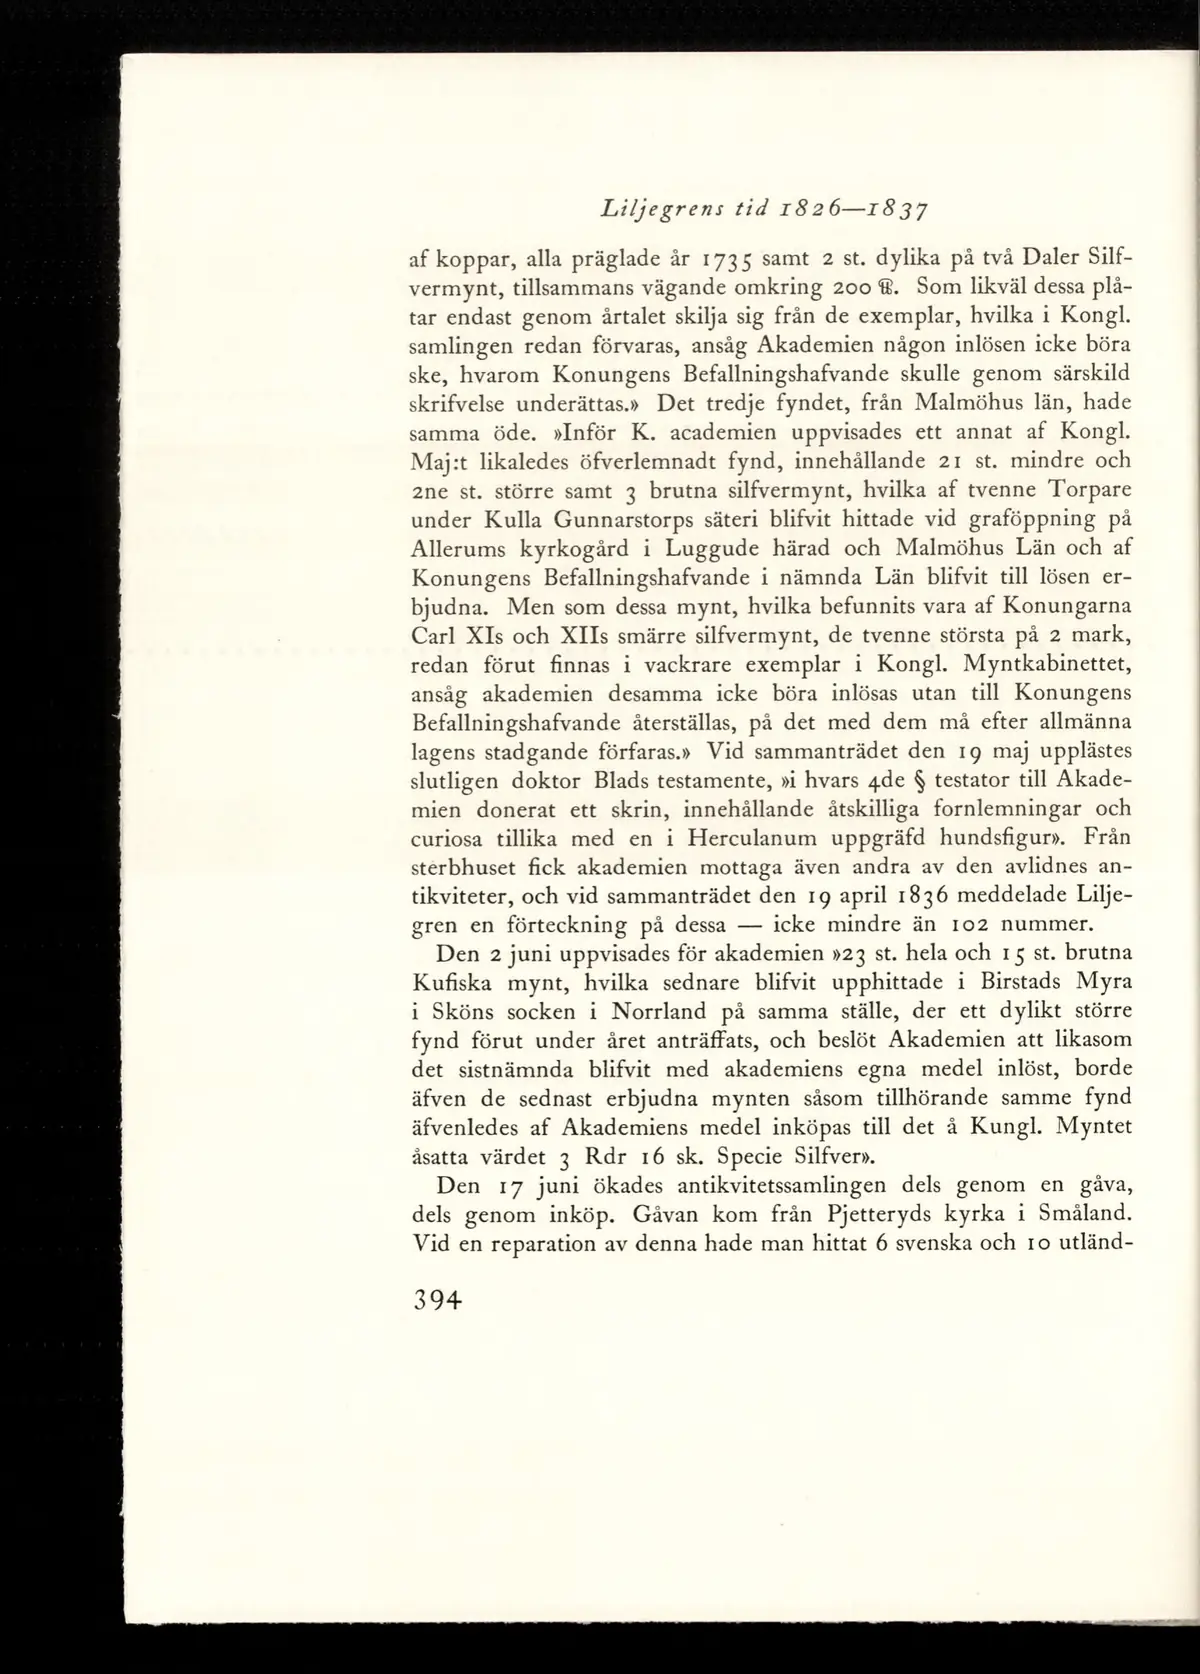 Liljegrens tid 1826—1837
af koppar, alla präglade år 1735 samt 2 st. dylika på två Daler Silf-
vermynt, tillsammans vägande omkring 200 ℔. Som likväl dessa plå-
tar endast genom årtalet skilja sig från de exemplar, hvilka i Kongl.
samlingen redan förvaras, ansåg Akademien någon inlösen icke böra
ske, hvarom Konungens Befallningshafvande skulle genom särskild
skrifvelse underättas.» Det tredje fyndet, från Malmöhus län, hade
samma öde. »Inför K. academien uppvisades ett annat af Kongl.
Maj:t likaledes öfverlemnadt fynd, innehållande 21 st. mindre och
2ne st. större samt 3 brutna silfvermynt, hvilka af tvenne Torpare
under Kulla Gunnarstorps säteri blifvit hittade vid graföppning på
Allerums kyrkogård i Luggude härad och Malmöhus Län och af
Konungens Befallningshafvande i nämnda Län blifvit till lösen er-
bjudna. Men som dessa mynt, hvilka befunnits vara af Konungarna
Carl XIs och XIIs smärre silfvermynt, de tvenne största på 2 mark,
redan förut finnas i vackrare exemplar i Kongl. Myntkabinettet,
ansåg akademien desamma icke böra inlösas utan till Konungens
Befallningshafvande återställas, på det med dem må efter allmänna
lagens stadgande förfaras.» Vid sammanträdet den 19 maj upplästes
slutligen doktor Blads testamente, »i hvars 4de § testator till Akade-
mien donerat ett skrin, innehållande åtskilliga fornlemningar och
curiosa tillika med en i Herculanum uppgräfd hundsfigur». Från
sterbhuset fick akademien mottaga även andra av den avlidnes an-
tikviteter, och vid sammanträdet den 19 april 1836 meddelade Lilje-
gren en förteckning på dessa — icke mindre än 102 nummer.
Den 2 juni uppvisades för akademien »23 st. hela och 15 st. brutna
Kufiska mynt, hvilka sednare blifvit upphittade i Birstads Myra
i Sköns socken i Norrland på samma ställe, der ett dylikt större
fynd förut under året anträffats, och beslöt Akademien att likasom
det sistnämnda blifvit med akademiens egna medel inlöst, borde
äfven de sednast erbjudna mynten såsom tillhörande samme fynd
äfvenledes af Akademiens medel inköpas till det å Kungl. Myntet
åsatta värdet 3 Rdr 16 sk. Specie Silfver».
Den 17 juni ökades antikvitetssamlingen dels genom en gåva,
dels genom inköp. Gåvan kom från Pjetteryds kyrka i Småland.
Vid en reparation av denna hade man hittat 6 svenska och 10 utländ-
394